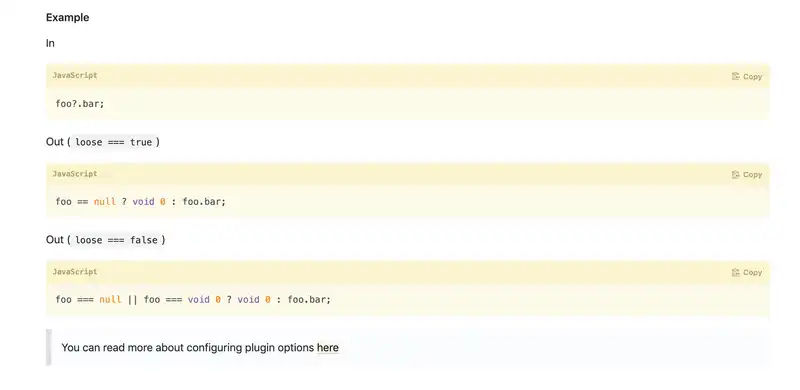 Example
In
JavaScript
Copy
foo?.bar;
Out ( loose === true )
JavaScript
Copy
foo == null ? void 0 : foo.bar;
Out ( loose === false )
JavaScript
Copy
foo === null || foo === void 0 ? void 0 : foo.bar;
You can read more about configuring plugin options here